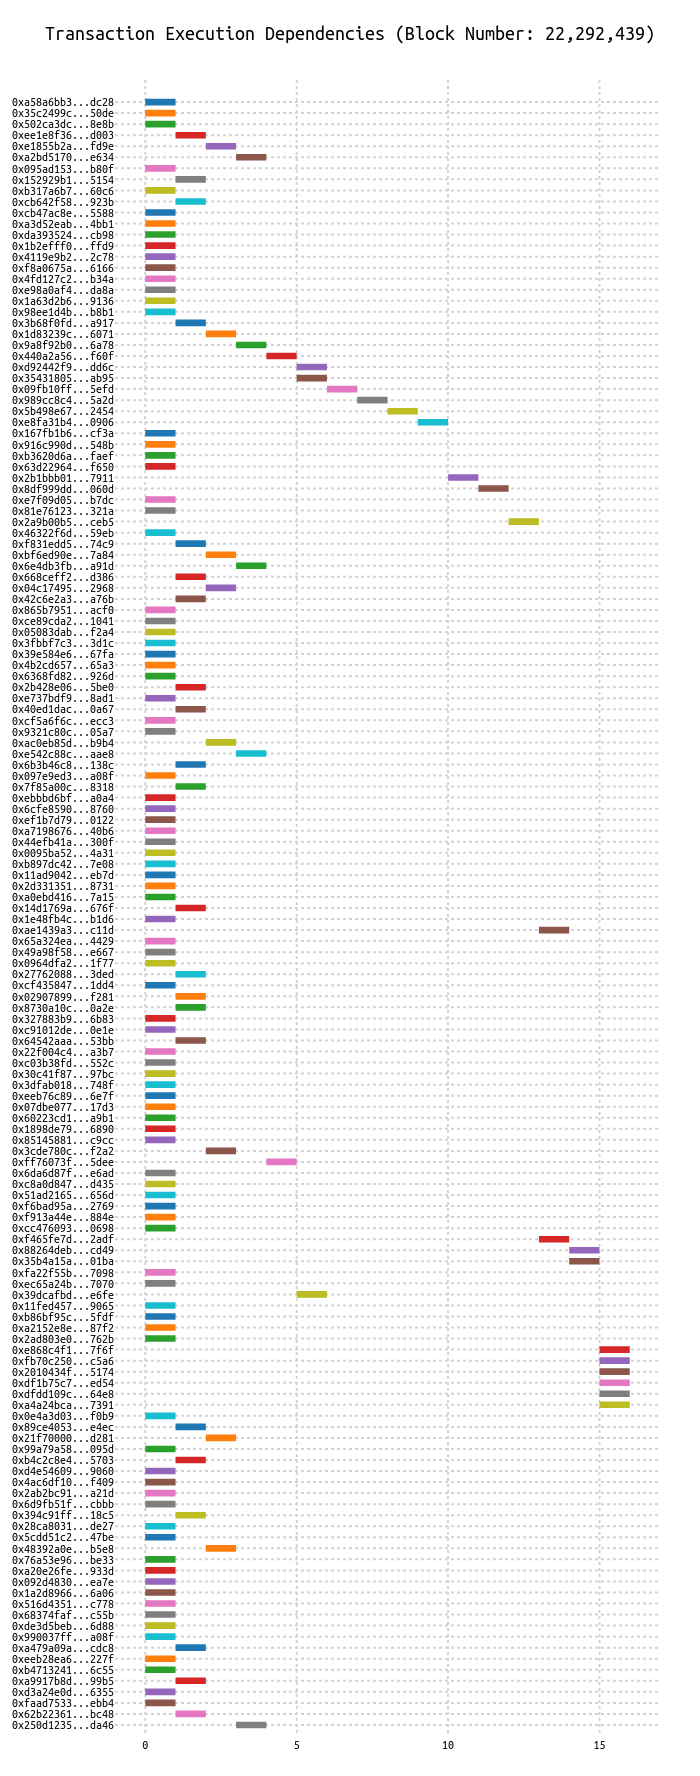 Transaction Execution Dependencies (Block Number: 22,292,439)
0xa58a6bb3...dc28
0x35c2499c...50de
0x502ca3dc...8e8b
0xee1e8f36...d003
0xe1855b2a...fd9e
0xa2bd5170...e634
0x095ad153...b80f
0x152929b1...5154
0xb317a6b7...60c6
0xcb642f58...923b
0xcb47ac8e...5588
0xa3d52eab...4bb1
0xda393524...cb98
0x1b2efff0...ffd9
0x4119e9b2...2c78
0xf8a0675a...6166
0x4fd127c2...b34a
0xe98a0af4...da8a
0x1a63d2b6...9136
0x98ee1d4b...b8b1
0x3b68f0fd...a917
0x1d83239c...6071
0x9a8f92b0...6a78
0x440a2a56...f60f
0xd92442f9...dd6c
0x35431805...ab95
0x09fb10ff...5efd
0x989cc8c4...5a2d
0x5b498e67...2454
0xe8fa31b4...0906
0x167fb1b6...cf3a
0x916c990d...548b
0xb3620d6a...faef
0x63d22964...f650
0x2b1bbb01...7911
0x8df999dd...060d
0xe7f09d05...b7dc
0x81e76123...321a
0x2a9b00b5...ceb5
0x46322f6d...59eb
0xf831edd5...74c9
0xbf6ed90e...7a84
0x6e4db3fb...a91d
0x668ceff2...d386
0x04c17495...2968
0x42c6e2a3...a76b
0x865b7951...acf0
0xce89cda2...1041
0x05083dab...f2a4
0x3fbbf7c3...3d1c
0x39e584e6...67fa
0x4b2cd657...65a3
0x6368fd82...926d
0x2b428e06...5be0
0xe737bdf9...8ad1
0x40ed1dac...0a67
0xcf5a6f6c...ecc3
0x9321c80c...05a7
0xac0eb85d...b9b4
0xe542c88c...aae8
0x6b3b46c8...138c
0x097e9ed3...a08f
0x7f85a00c...8318
0xebbbd6bf...a0a4
0x6cfe8590...8760
0xef1b7d79...0122
0xa7198676...40b6
0x44efb41a...300f
0x0095ba52...4a31
0xb897dc42...7e08
0x11ad9042...eb7d
0x2d331351...8731
0xa0ebd416...7a15
0x14d1769a...676f
0x1e48fb4c...b1d6
0xae1439a3...c11d
0x65a324ea...4429
0x49a98f58...e667
0x0964dfa2...1f77
0x27762088...3ded
0xcf435847...1dd4
0x02907899...f281
0x8730a10c...0a2e
0x327883b9...6b83
0xc91012de...0e1e
0x64542aaa...53bb
0x22f004c4...a3b7
0xc03b38fd...552c
0x30c41f87...97bc
0x3dfab018...748f
0xeeb76c89...6e7f
0x07dbe077...17d3
0x60223cd1...a9b1
0x1898de79...6890
0x85145881...c9cc
0x3cde780c...f2a2
0xff76073f...5dee
0x6da6d87f...e6ad
0xc8a0d847...d435
0x51ad2165...656d
0xf6bad95a...2769
0xf913a44e...884e
0xcc476093...0698
0xf465fe7d...2adf
0x88264deb...cd49
0x35b4a15a...01ba
0xfa22f55b...7098
0xec65a24b...7070
0x39dcafbd...e6fe
0x11fed457...9065
0xb86bf95c...5fdf
0xa2152e8e...87f2
0x2ad803e0...762b
0xe868c4f1...7f6f
0xfb70c250...c5a6
0x2010434f...5174
0xdf1b75c7...ed54
0xdfdd109c...64e8
0xa4a24bca...7391
0x0e4a3d03...f0b9
0x89ce4053...e4ec
0x21f70000...d281
0x99a79a58...095d
0xb4c2c8e4...5703
0xd4e54609...9060
0x4ac6df10...f409
0x2ab2bc91...a21d
0x6d9fb51f...cbbb
0x394c91ff...18c5
0x28ca8031...de27
0x5cdd51c2...47be
0x48392a0e...b5e8
0x76a53e96...be33
0xa20e26fe...933d
0x092d4830...ea7e
0x1a2d8966...6a06
0x516d4351...c778
0x68374faf...c55b
0xde3d5beb...6d88
0x990037ff...a08f
0xa479a09a...cdc8
0xeeb28ea6...227f
0xb4713241...6c55
0xa9917b8d...99b5
0xd3a24e0d...6355
0xfaad7533...ebb4
0x62b22361...bc48
0x250d1235...da46
0 5 10 15